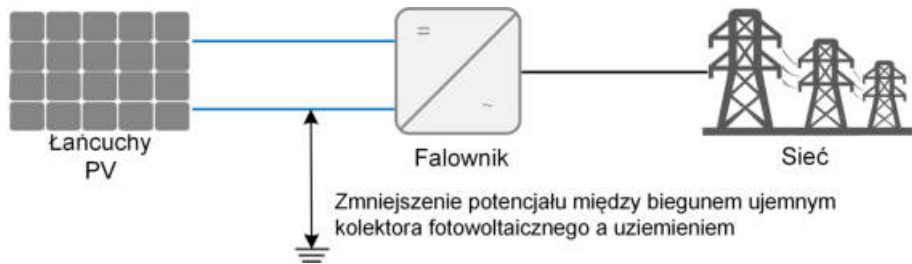 =
~
Łańcuchy
PV
Falownik
Sieć
Zmniejszenie potencjału między biegunem ujemnym
kolektora fotowoltaicznego a uziemieniem